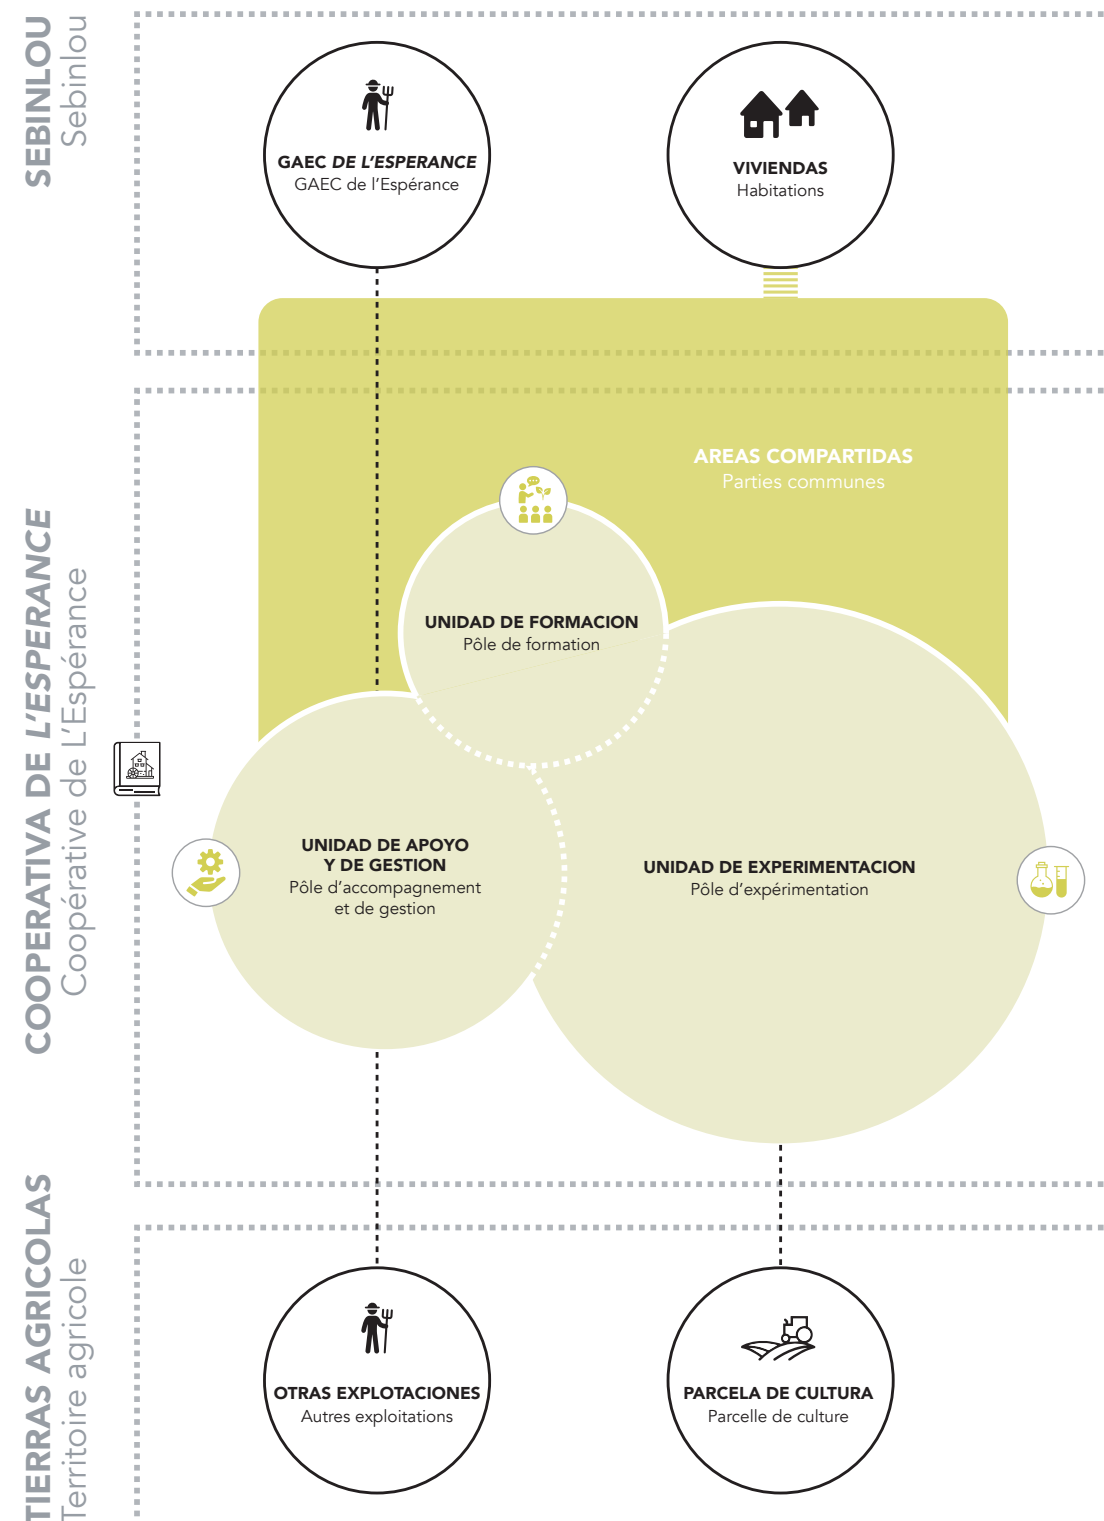 SEBINLOU
Sebinlou
GAEC DE L'ESPERANCE
GAEC de l'Espérance
VIVIENDAS
Habitations
COOPERATIVA DE L'ESPERANCE
Coopérative de L'Espérance
AREAS COMPARTIDAS
Parties communes
UNIDAD DE FORMACION
Pôle de formation
UNIDAD DE APOYO
Y DE GESTION
Pôle d'accompagnement
et de gestion
UNIDAD DE EXPERIMENTACION
Pôle d'expérimentation
TIERRAS AGRICOLAS
Territoire agricole
OTRAS EXPLOTACIONES
Autres exploitations
PARCELA DE CULTURA
Parcelle de culture